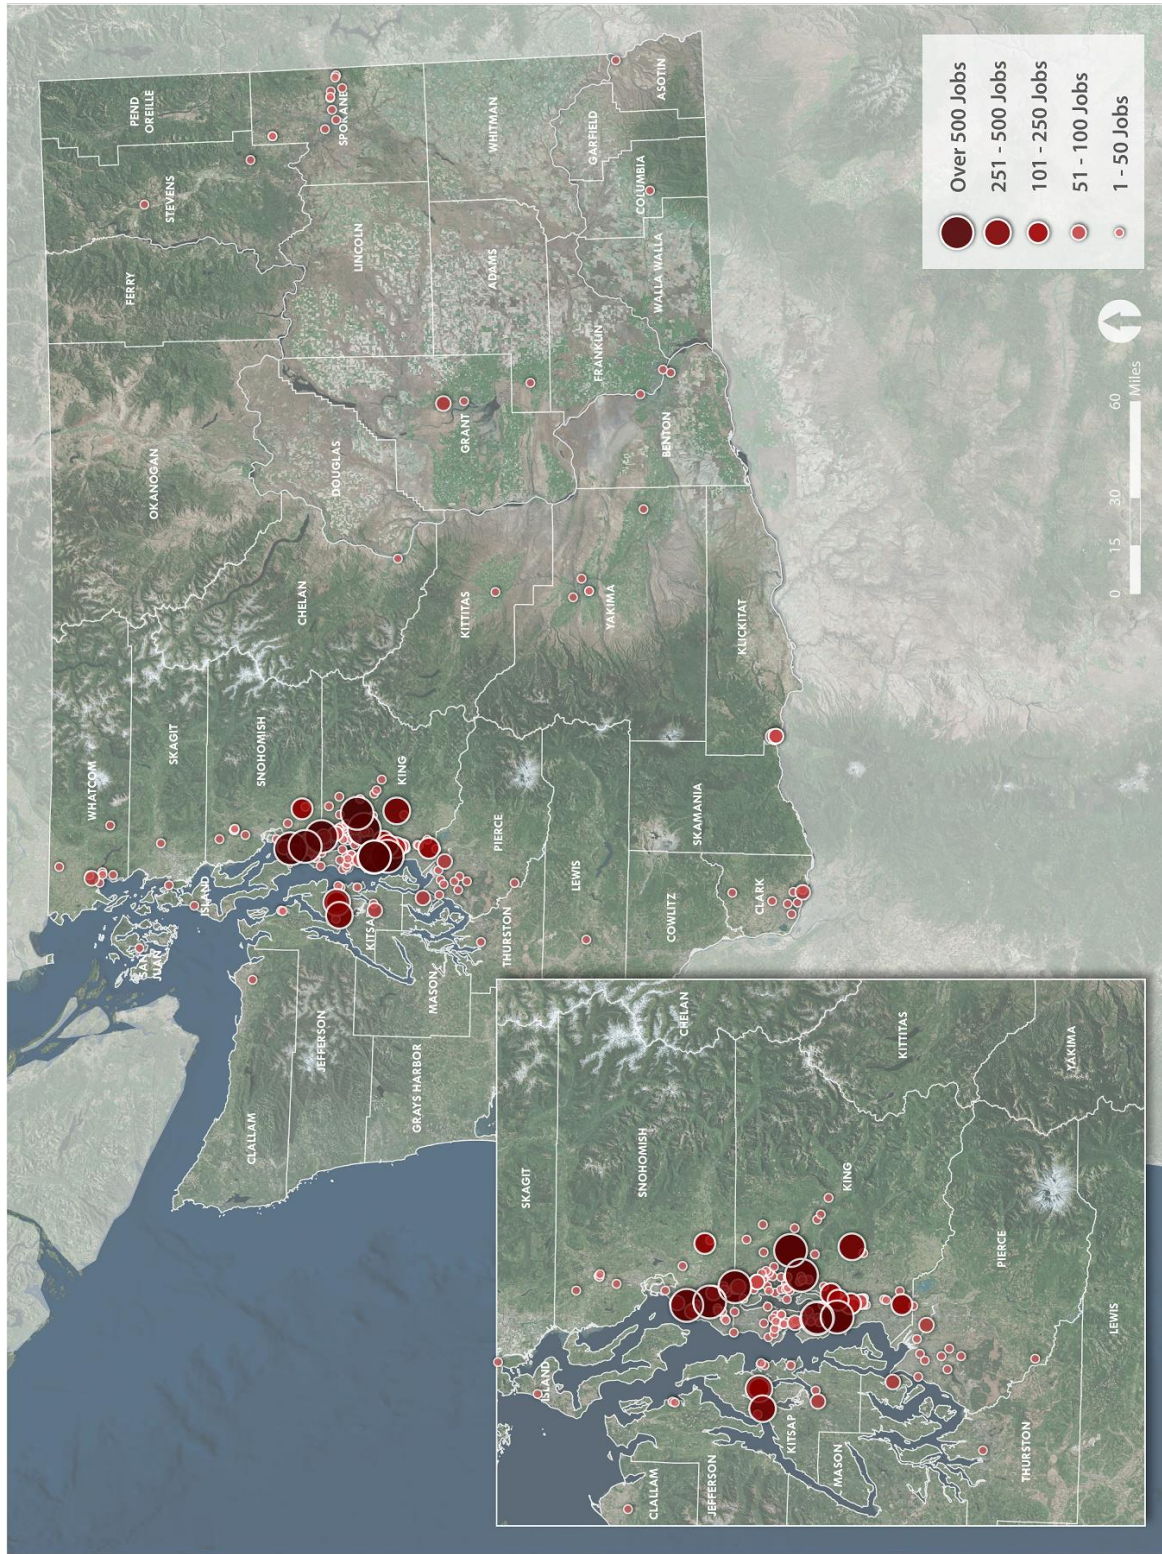 WHATCOM
SAN
JUAN
SKAGIT
ISLAND
SNOHOMISH
CLALLAM
JEFFERSON
KITSA
KING
MASON
GRAYS HARBOR
PIERCE
THURSTON
LEWIS
COWLITZ
CLARK
SKAMANIA
KLICKITAT
YAKIMA
KITTITAS
CHELAN
OKANOGAN
DOUGLAS
GRANT
BENTON
FRANKLIN
WALLA WALLA
COLUMBIA
GARFIELD
ASOTIN
WHITMAN
ADAMS
LINCOLN
FERRY
STEVENS
PEND
OREILLE
SPOKANE
SKAGIT
ISLAND
CHELAN
SNOHOMISH
CLALLAM
JEFFERSON
KITSAP
KING
KITTITAS
MASON
PIERCE
YAKIMA
THURSTON
LEWIS
0 15 30 60
Miles
Over 500 Jobs
251 - 500 Jobs
101 - 250 Jobs
51 - 100 Jobs
1 - 50 Jobs